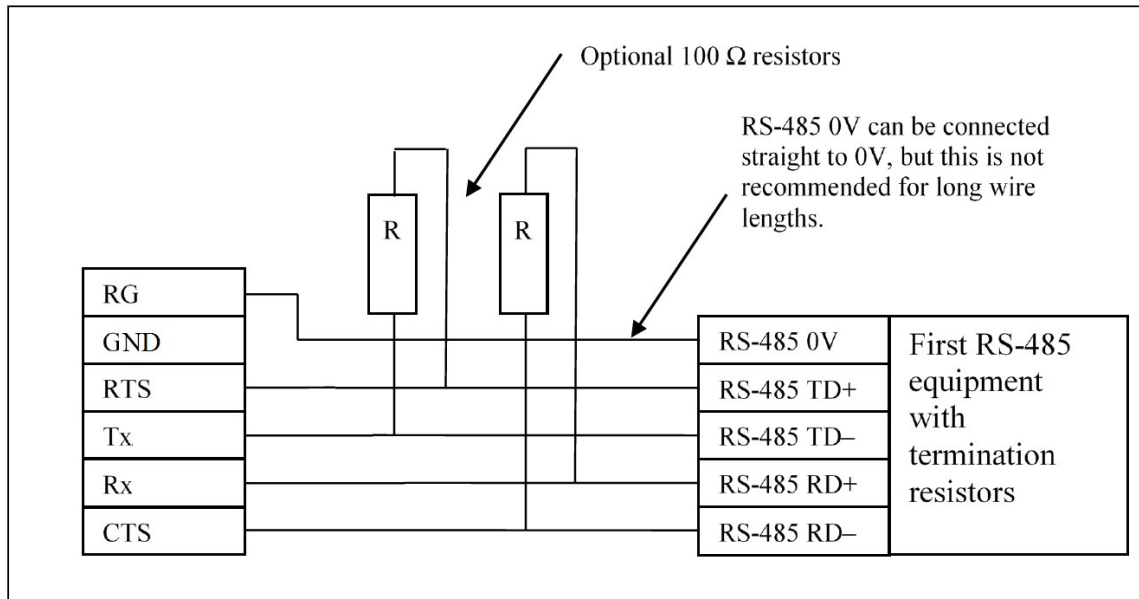 Optional 100 Ω resistors
RS-485 0V can be connected
straight to 0V, but this is not
recommended for long wire
lengths.
R
R
RG
GND
RTS
Tx
Rx
CTS
RS-485 0V
RS-485 TD+
RS-485 TD–
RS-485 RD+
RS-485 RD–
First RS-485
equipment
with
termination
resistors